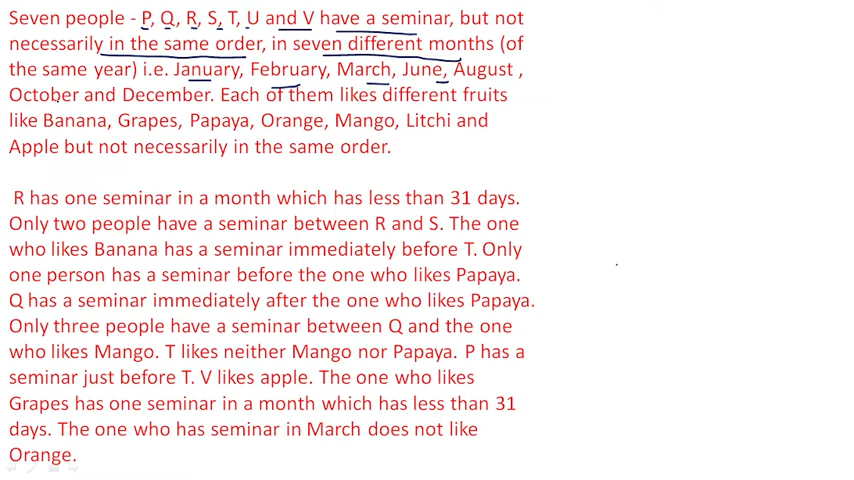 Seven people - P, Q, R, S, T, U and V have a seminar, but not
necessarily in the same order, in seven different months (of
the same year) i.e. January, February, March, June, August ,
October and December. Each of them likes different fruits
like Banana, Grapes, Papaya, Orange, Mango, Litchi and
Apple but not necessarily in the same order.
R has one seminar in a month which has less than 31 days.
Only two people have a seminar between R and S. The one
who likes Banana has a seminar immediately before T. Only
one person has a seminar before the one who likes Papaya.
Q has a seminar immediately after the one who likes Papaya.
Only three people have a seminar between Q and the one
who likes Mango. T likes neither Mango nor Papaya. P has a
seminar just before T. V likes apple. The one who likes
Grapes has one seminar in a month which has less than 31
days. The one who has seminar in March does not like
Orange.